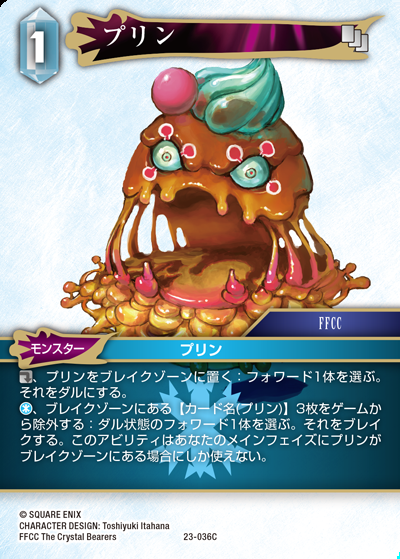 1
プリン
FFCC
モンスター
プリン
、プリンをブレイクゾーンに置く：フォワード1体を選ぶ。
それをダルにする。
、ブレイクゾーンにある【カード名(プリン)】3枚をゲームか
ら除外する：ダル状態のフォワード1体を選ぶ。それをブレイ
クする。このアビリティはあなたのメインフェイズにプリンが
ブレイクゾーンにある場合にしか使えない。
© SQUARE ENIX
CHARACTER DESIGN: Toshiyuki Itahana
FFCC The Crystal Bearers
23-036C